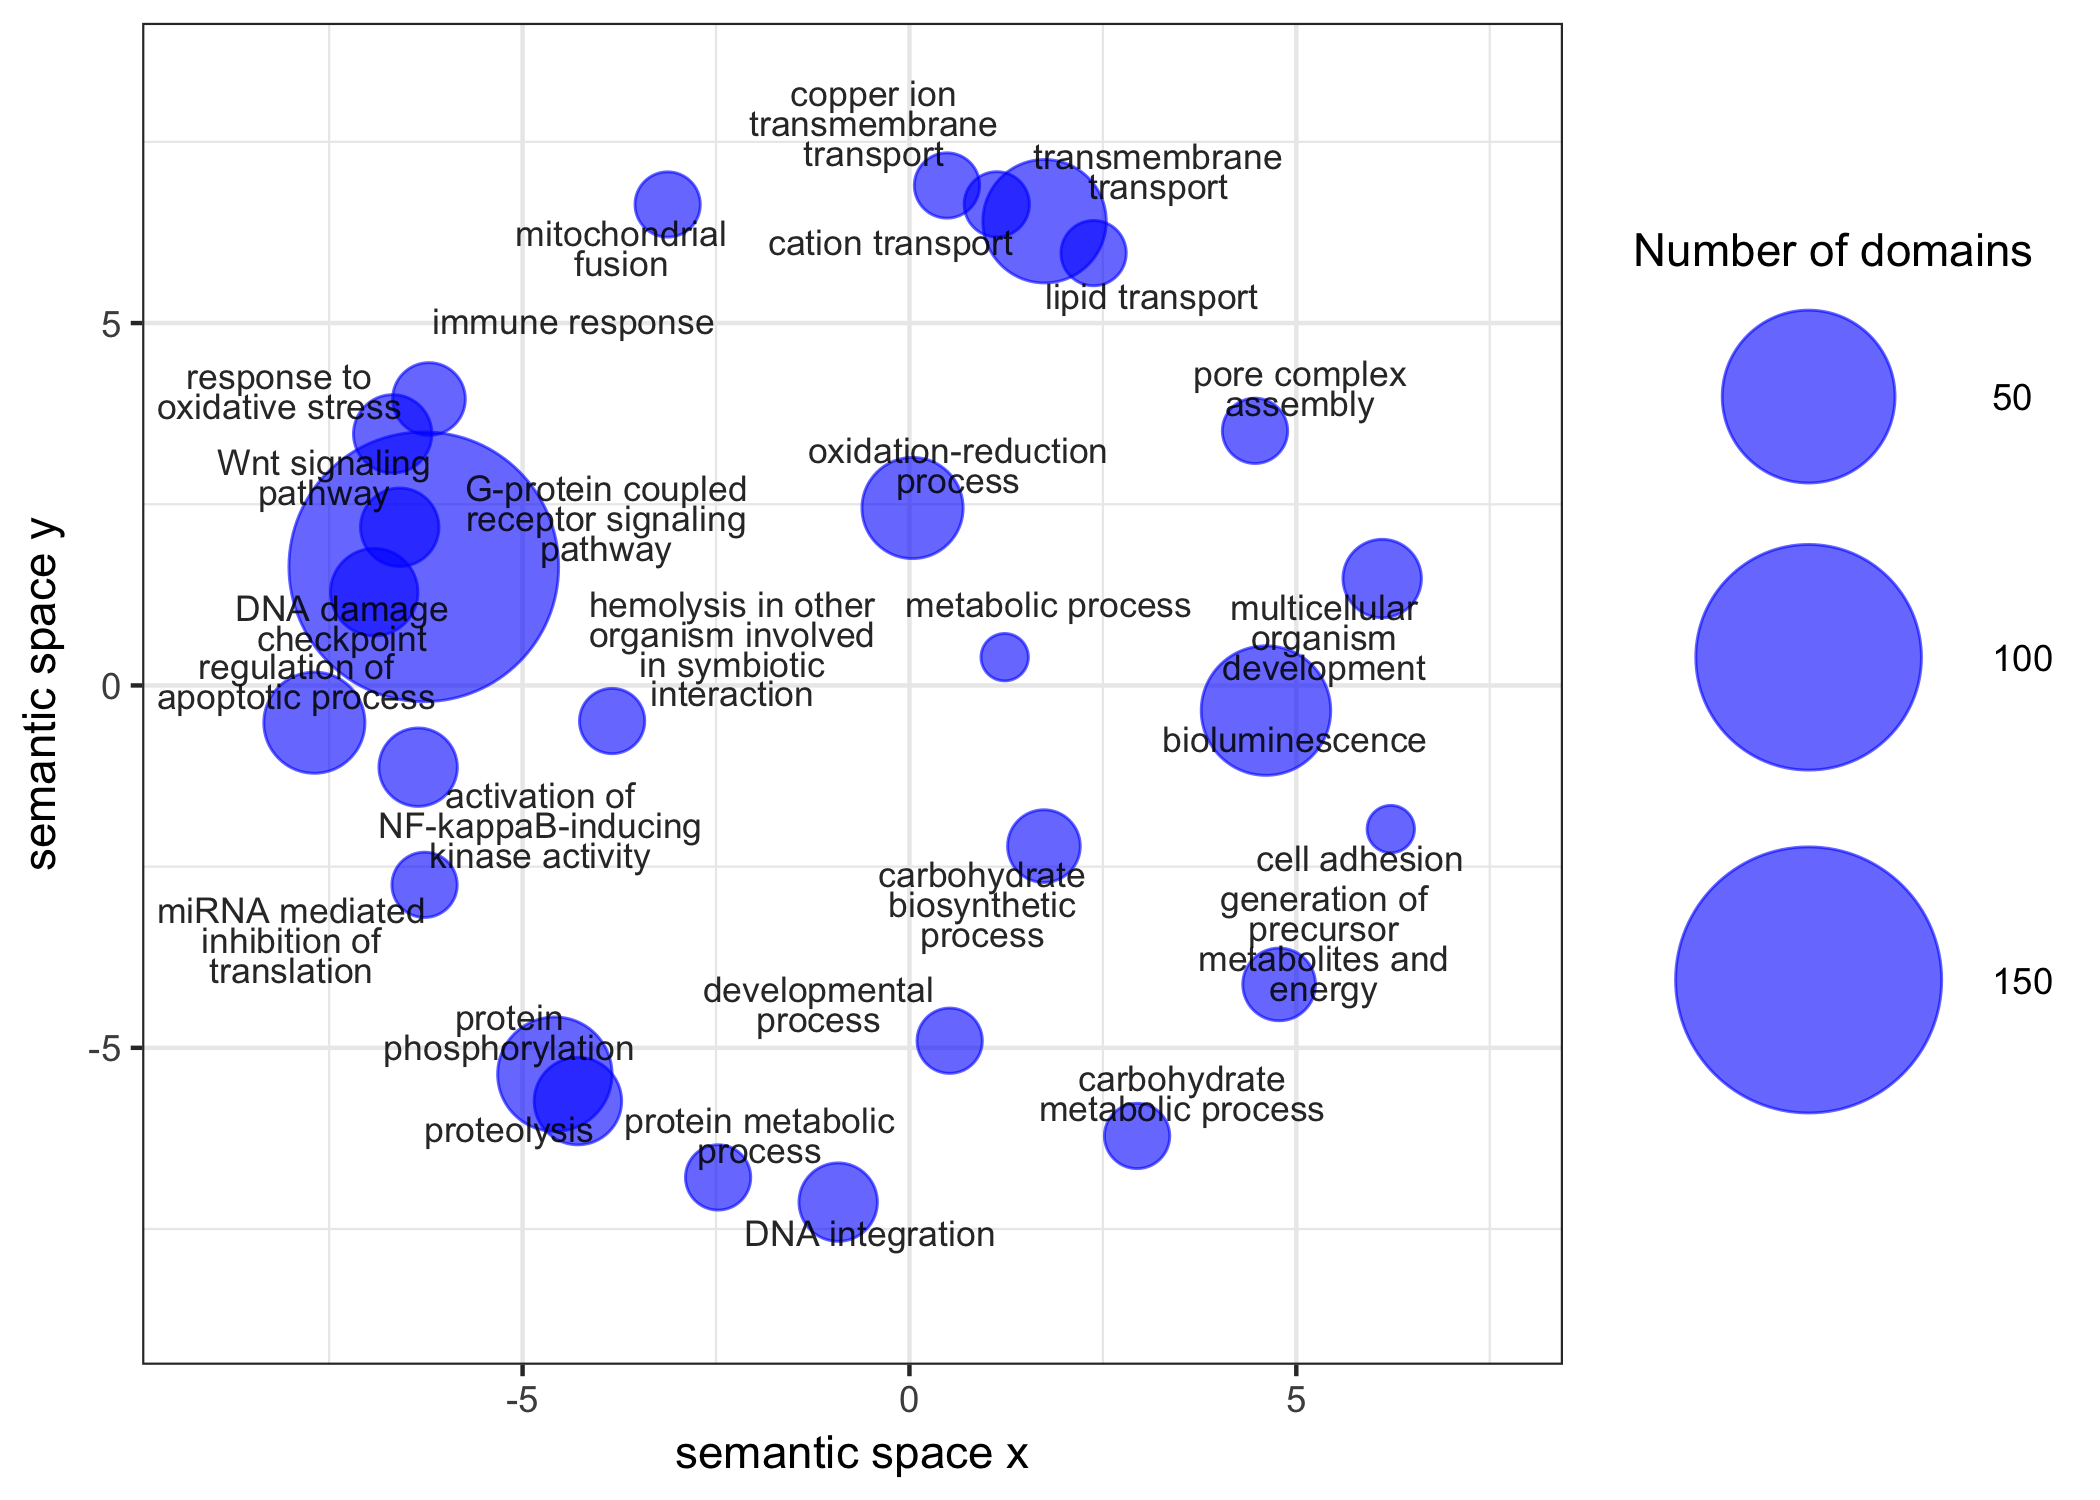 copper ion
transmembrane
transport
transmembrane
transport
mitochondrial
fusion
cation transport
lipid transport
immune response
response to
oxidative stress
pore complex
assembly
Wnt signaling
pathway
G-protein coupled
receptor signaling
pathway
oxidation-reduction
process
DNA damage
checkpoint
hemolysis in other
organism involved
in symbiotic
interaction
metabolic process
multicellular
organism
development
regulation of
apoptotic process
bioluminescence
activation of
NF-kappaB-inducing
kinase activity
cell adhesion
carbohydrate
biosynthetic
process
generation of
precursor
metabolites and
energy
miRNA mediated
inhibition of
translation
developmental
process
protein
phosphorylation
carbohydrate
metabolic process
proteolysis
protein metabolic
process
DNA integration
5
0
-5
-5
0
5
semantic space x
semantic space y
Number of domains
50
100
150